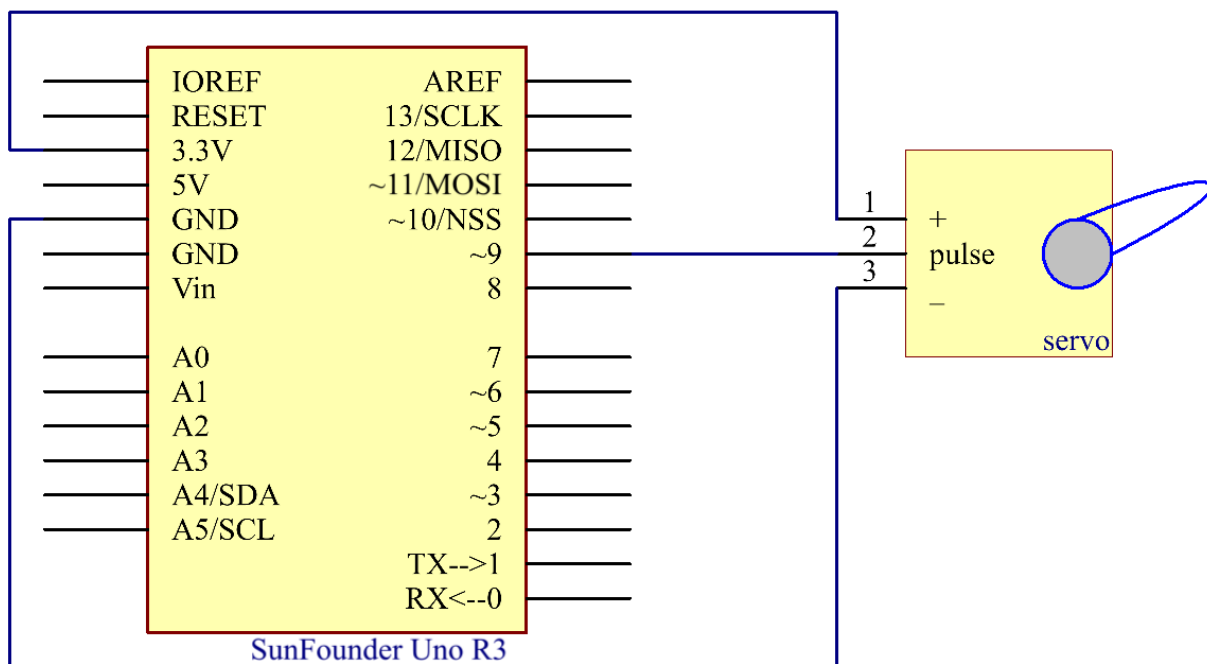 IOREF AREF
RESET 13/SCLK
3.3V 12/MISO
5V ~11/MOSI
GND ~10/NSS
GND ~9
Vin 8
A0 7
A1 ~6
A2 ~5
A3 4
A4/SDA ~3
A5/SCL 2
TX-->1
RX<--0
SunFounder Uno R3
1 +
2 pulse
3 –
servo